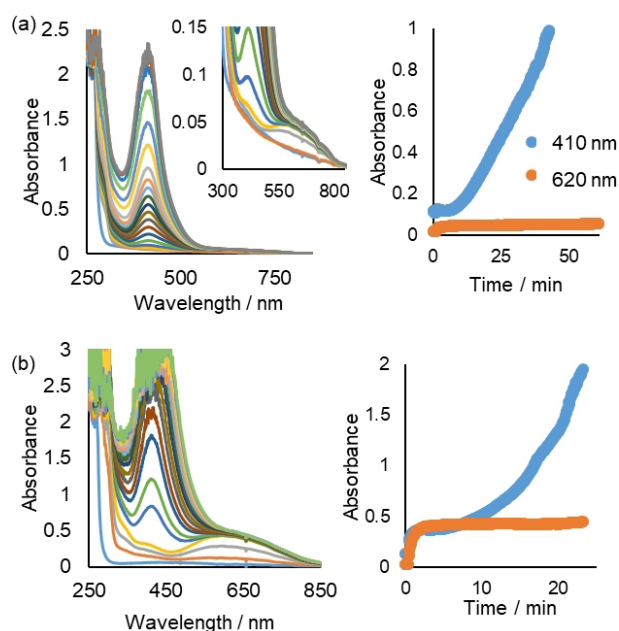 (a)
2.5
2
1.5
1
0.5
0
Absorbance
250 500 750
Wavelength / nm
0.15
0.1
0.05
0
Absorbance
300 550 800
1
0.8
0.6
0.4
0.2
0
Absorbance
410 nm
620 nm
0 25 50
Time / min
(b)
3
2.5
2
1.5
1
0.5
0
Absorbance
250 450 650 850
Wavelength / nm
2
1.5
1
0.5
0
Absorbance
0 10 20
Time / min